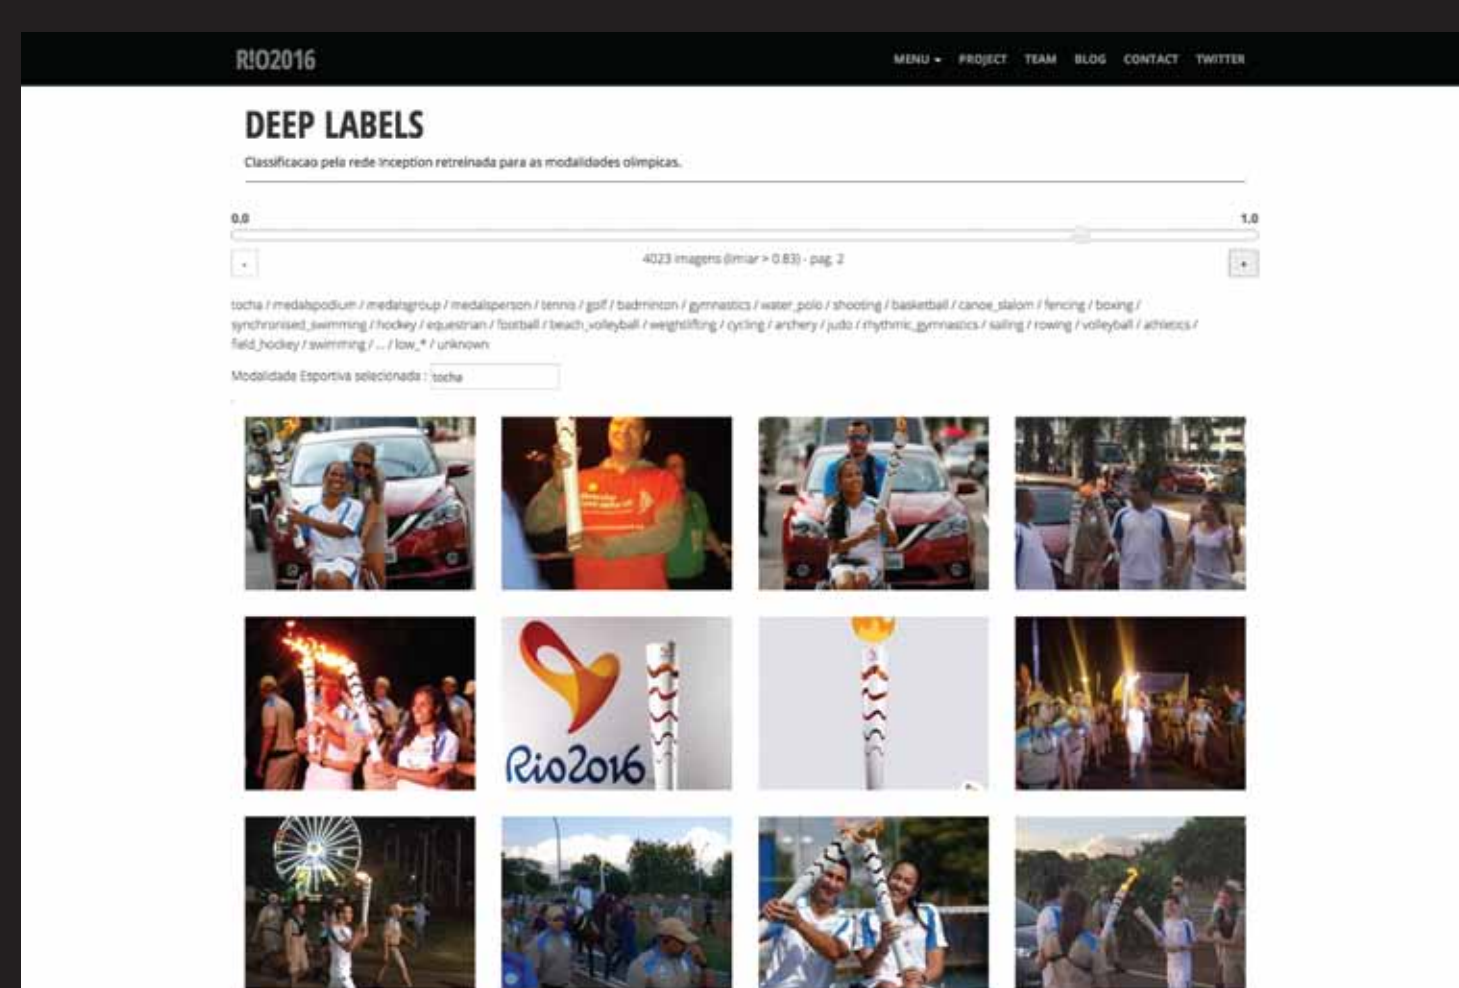 R!O2016
MENU PROJECT TEAM BLOG CONTACT TWITTER
DEEP LABELS
Classificacao pela rede Inception retreinada para as modalidades olimpicas.
0,0 1,0
4023 imagens (limiar > 0.83) - pag. 2
- +
tocha / medalspodium / medalsgroup / medalsperson / tennis / golf / badminton / gymnastics / water_polo / shooting / basketball / canoe_slalom / fencing / boxing /
synchronised_swimming / hockey / equestrian / football / beach_volleyball / weightlifting / cycling / archery / judo / rhythmic_gymnastics / sailing / rowing / volleyball / athletics /
field_hockey / swimming / ... / low_* / unknown
Modalidade Esportiva selecionada : tocha
Rio2016